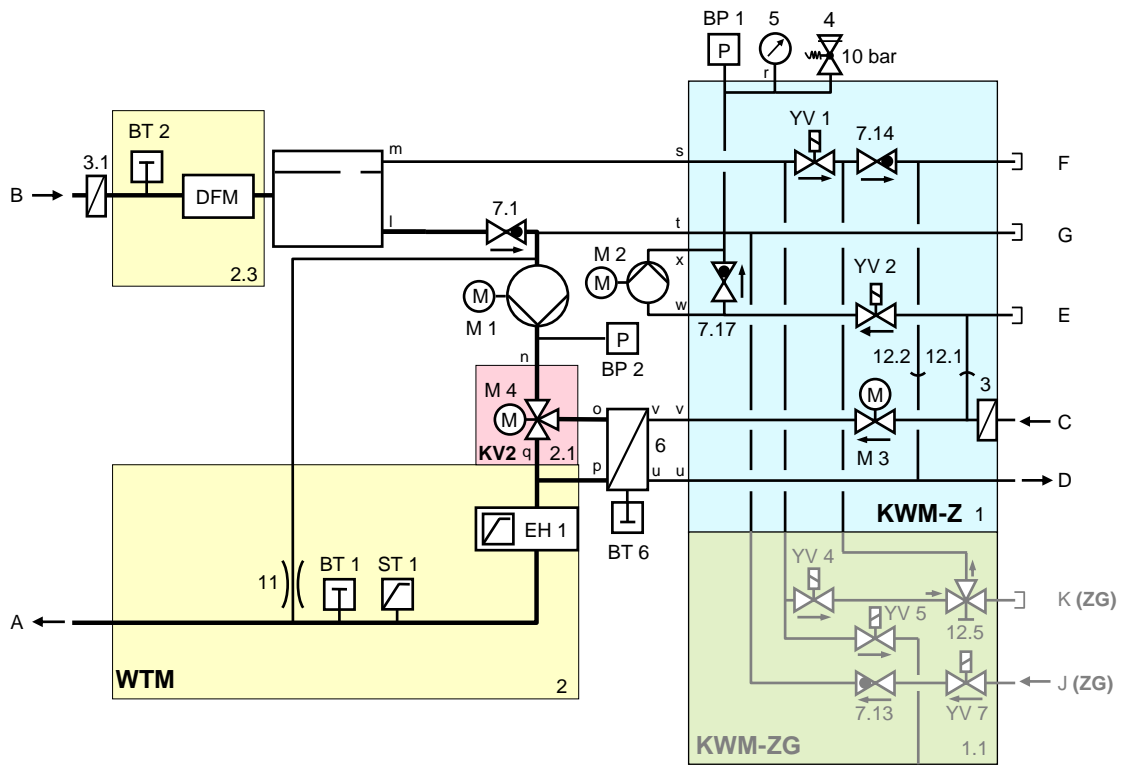 BP 1
5
4
P
10 bar
r
BT 2
YV 1
7.14
3.1
m
s
F
B
DFM
l
7.1
t
G
M 2
x
YV 2
2.3
M
M
w
E
M 1
7.17
P
n
BP 2
12.2
12.1
M 4
M
3
M
o
v
v
C
KV2
q
2.1
6
M 3
p
u
u
D
KWM-Z
1
EH 1
BT 6
YV 4
BT 1
ST 1
11
K (ZG)
YV 5
12.5
A
WTM
2
J (ZG)
7.13
YV 7
KWM-ZG
1.1